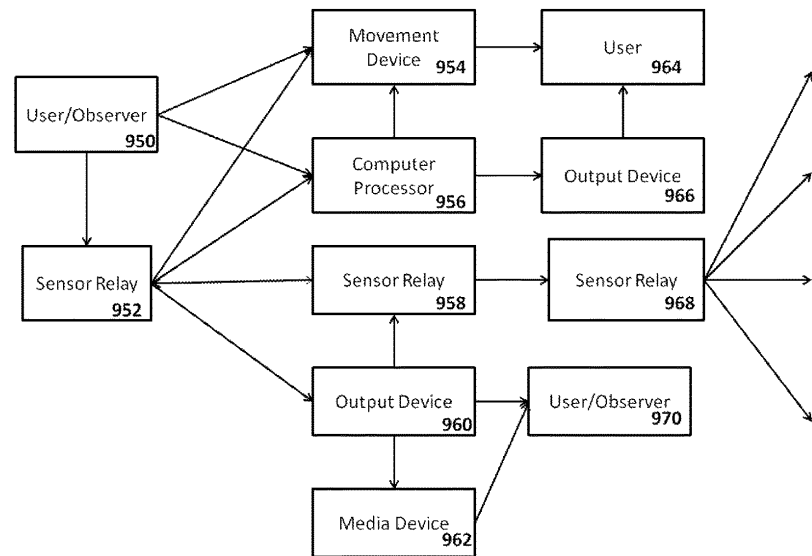 Movement
Device
954
User
964
User/Observer
950
Computer
Processor
956
Output Device
966
Sensor Relay
952
Sensor Relay
958
Sensor Relay
968
Output Device
960
User/Observer
970
Media Device
962